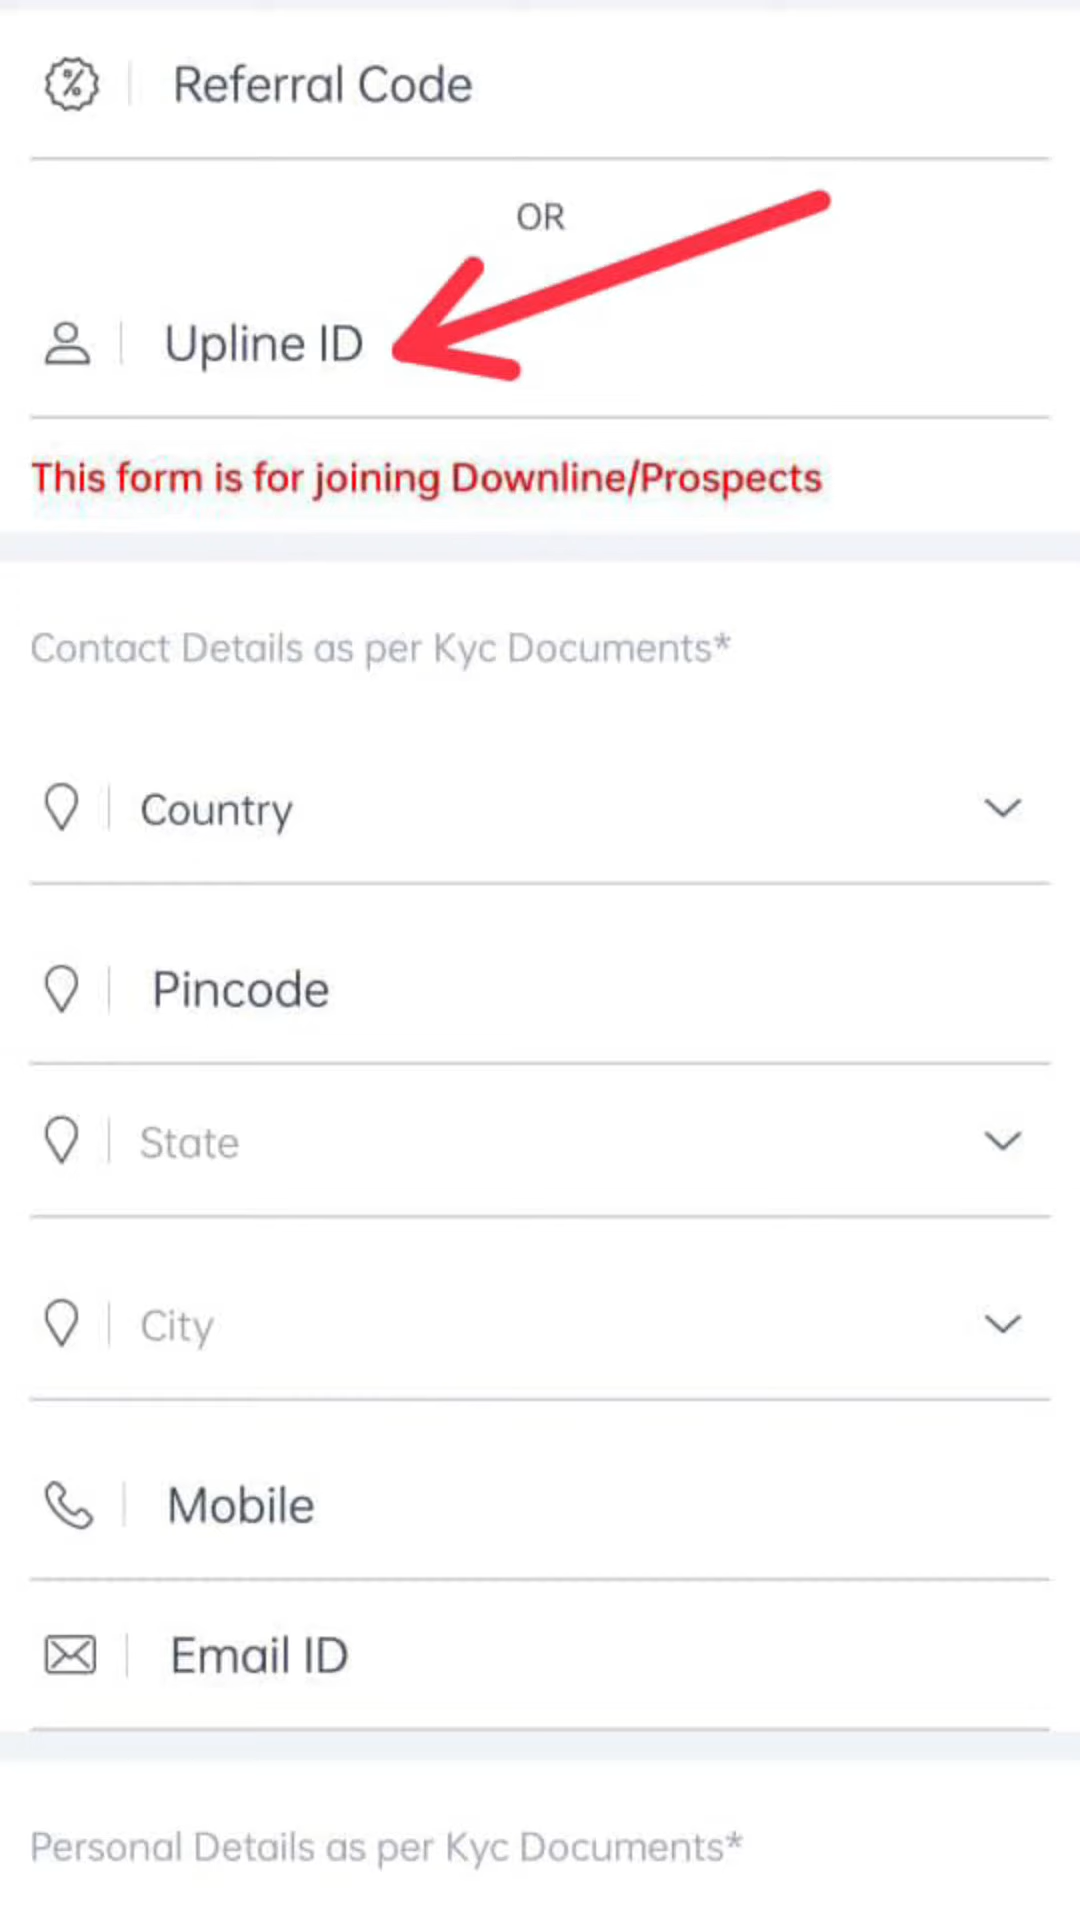 Referral Code
OR
Upline ID
This form is for joining Downline/Prospects
Contact Details as per Kyc Documents*
Country
Pincode
State
City
Mobile
Email ID
Personal Details as per Kyc Documents*